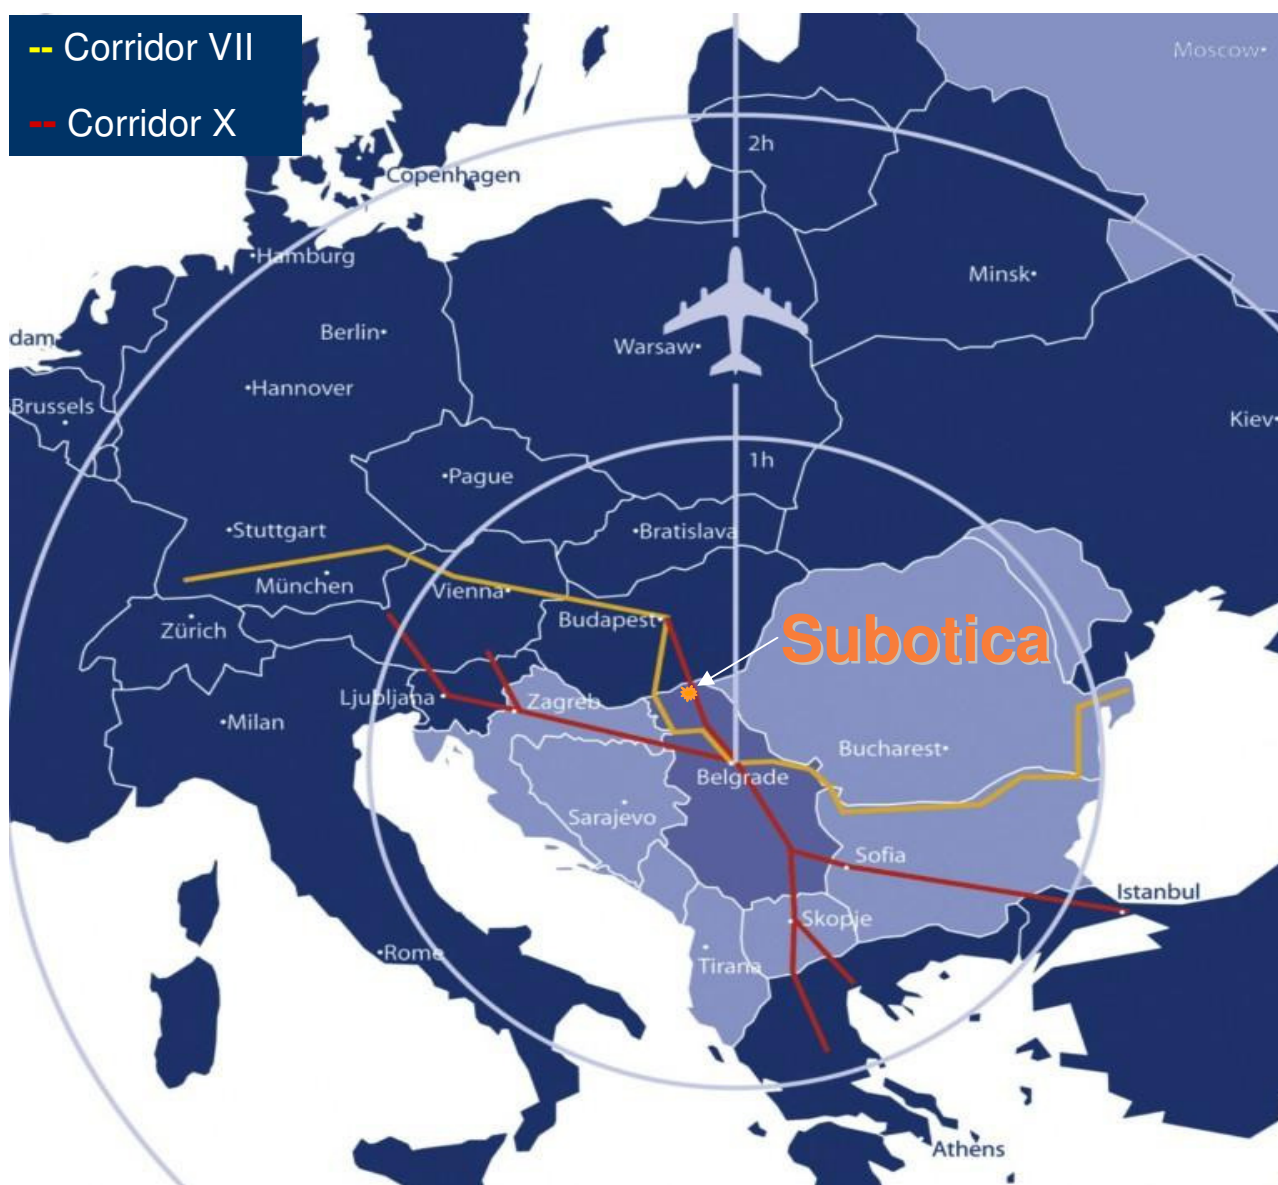 -- Corridor VII
-- Corridor X
Moscow
2h
Copenhagen
Hamburg
Minsk
Berlin
dam
Warsaw
Hannover
Brussels
Kiev
1h
Pague
Stuttgart
Bratislava
München
Vienna
Zürich
Budapest
Subotica
Ljubljana
Zagreb
Milan
Bucharest
Belgrade
Sarajevo
Sofia
Istanbul
Skopje
Rome
Tirana
Athens